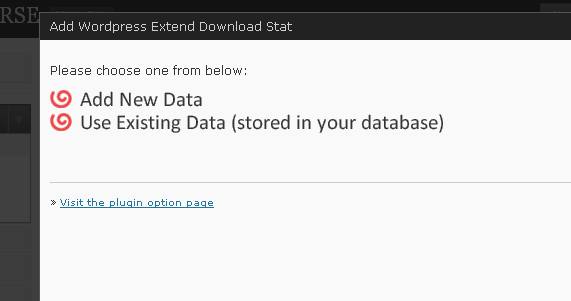 RSE
Add Wordpress Extend Download Stat
Please choose one from below:
Add New Data
Use Existing Data (stored in your database)
» Visit the plugin option page